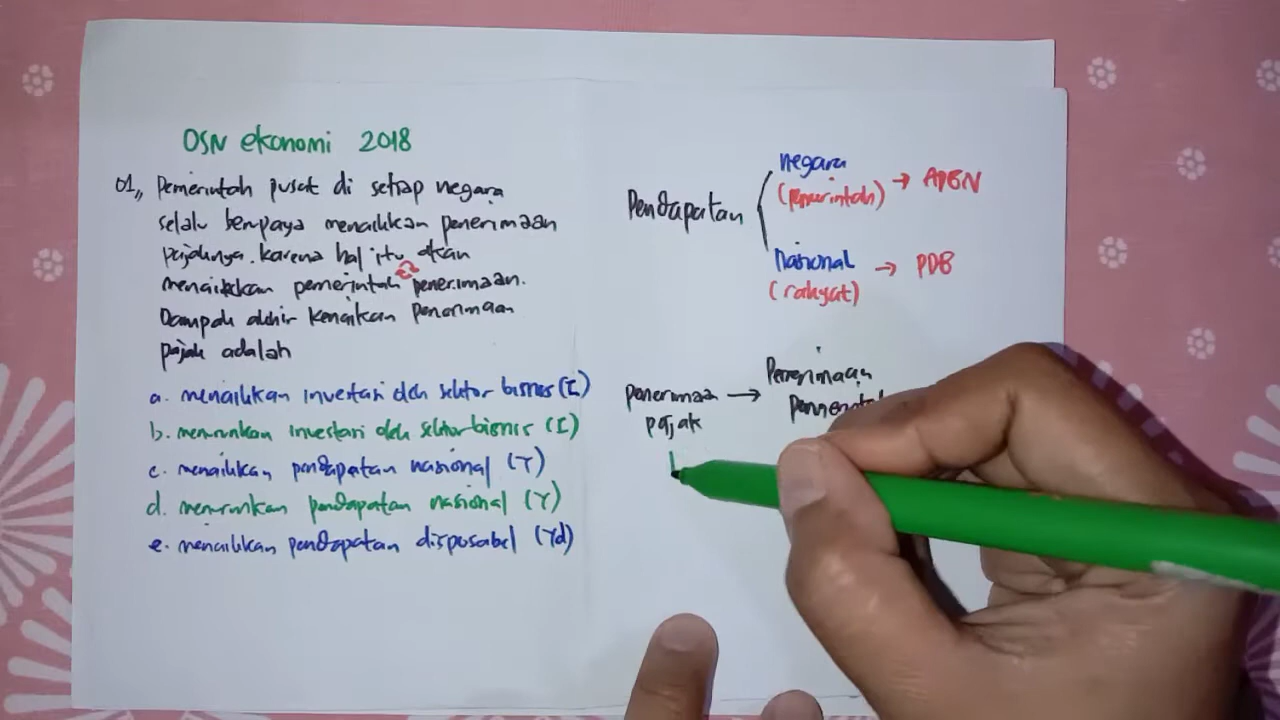 OSN ekonomi 2018
01,, Pemerintah pusat di setiap negara
selalu berupaya menaikkan penerimaan
pajaknya. karena hal itu akan
menaikkan pemerintah penerimaan.
Dampak akhir kenaikan penerimaan
pajak adalah
a. menaikkan investasi oleh sektor bisnis (I)
b. menurunkan investasi oleh sektor bisnis (I)
c. menaikkan pendapatan nasional (Y)
d. menurunkan pendapatan nasional (Y)
e. menaikkan pendapatan disposabel (Yd)
Pendapatan
negara
(pemerintah) → APBN
nasional → PDB
(rakyat)
penerimaan → Penerimaan
pajak